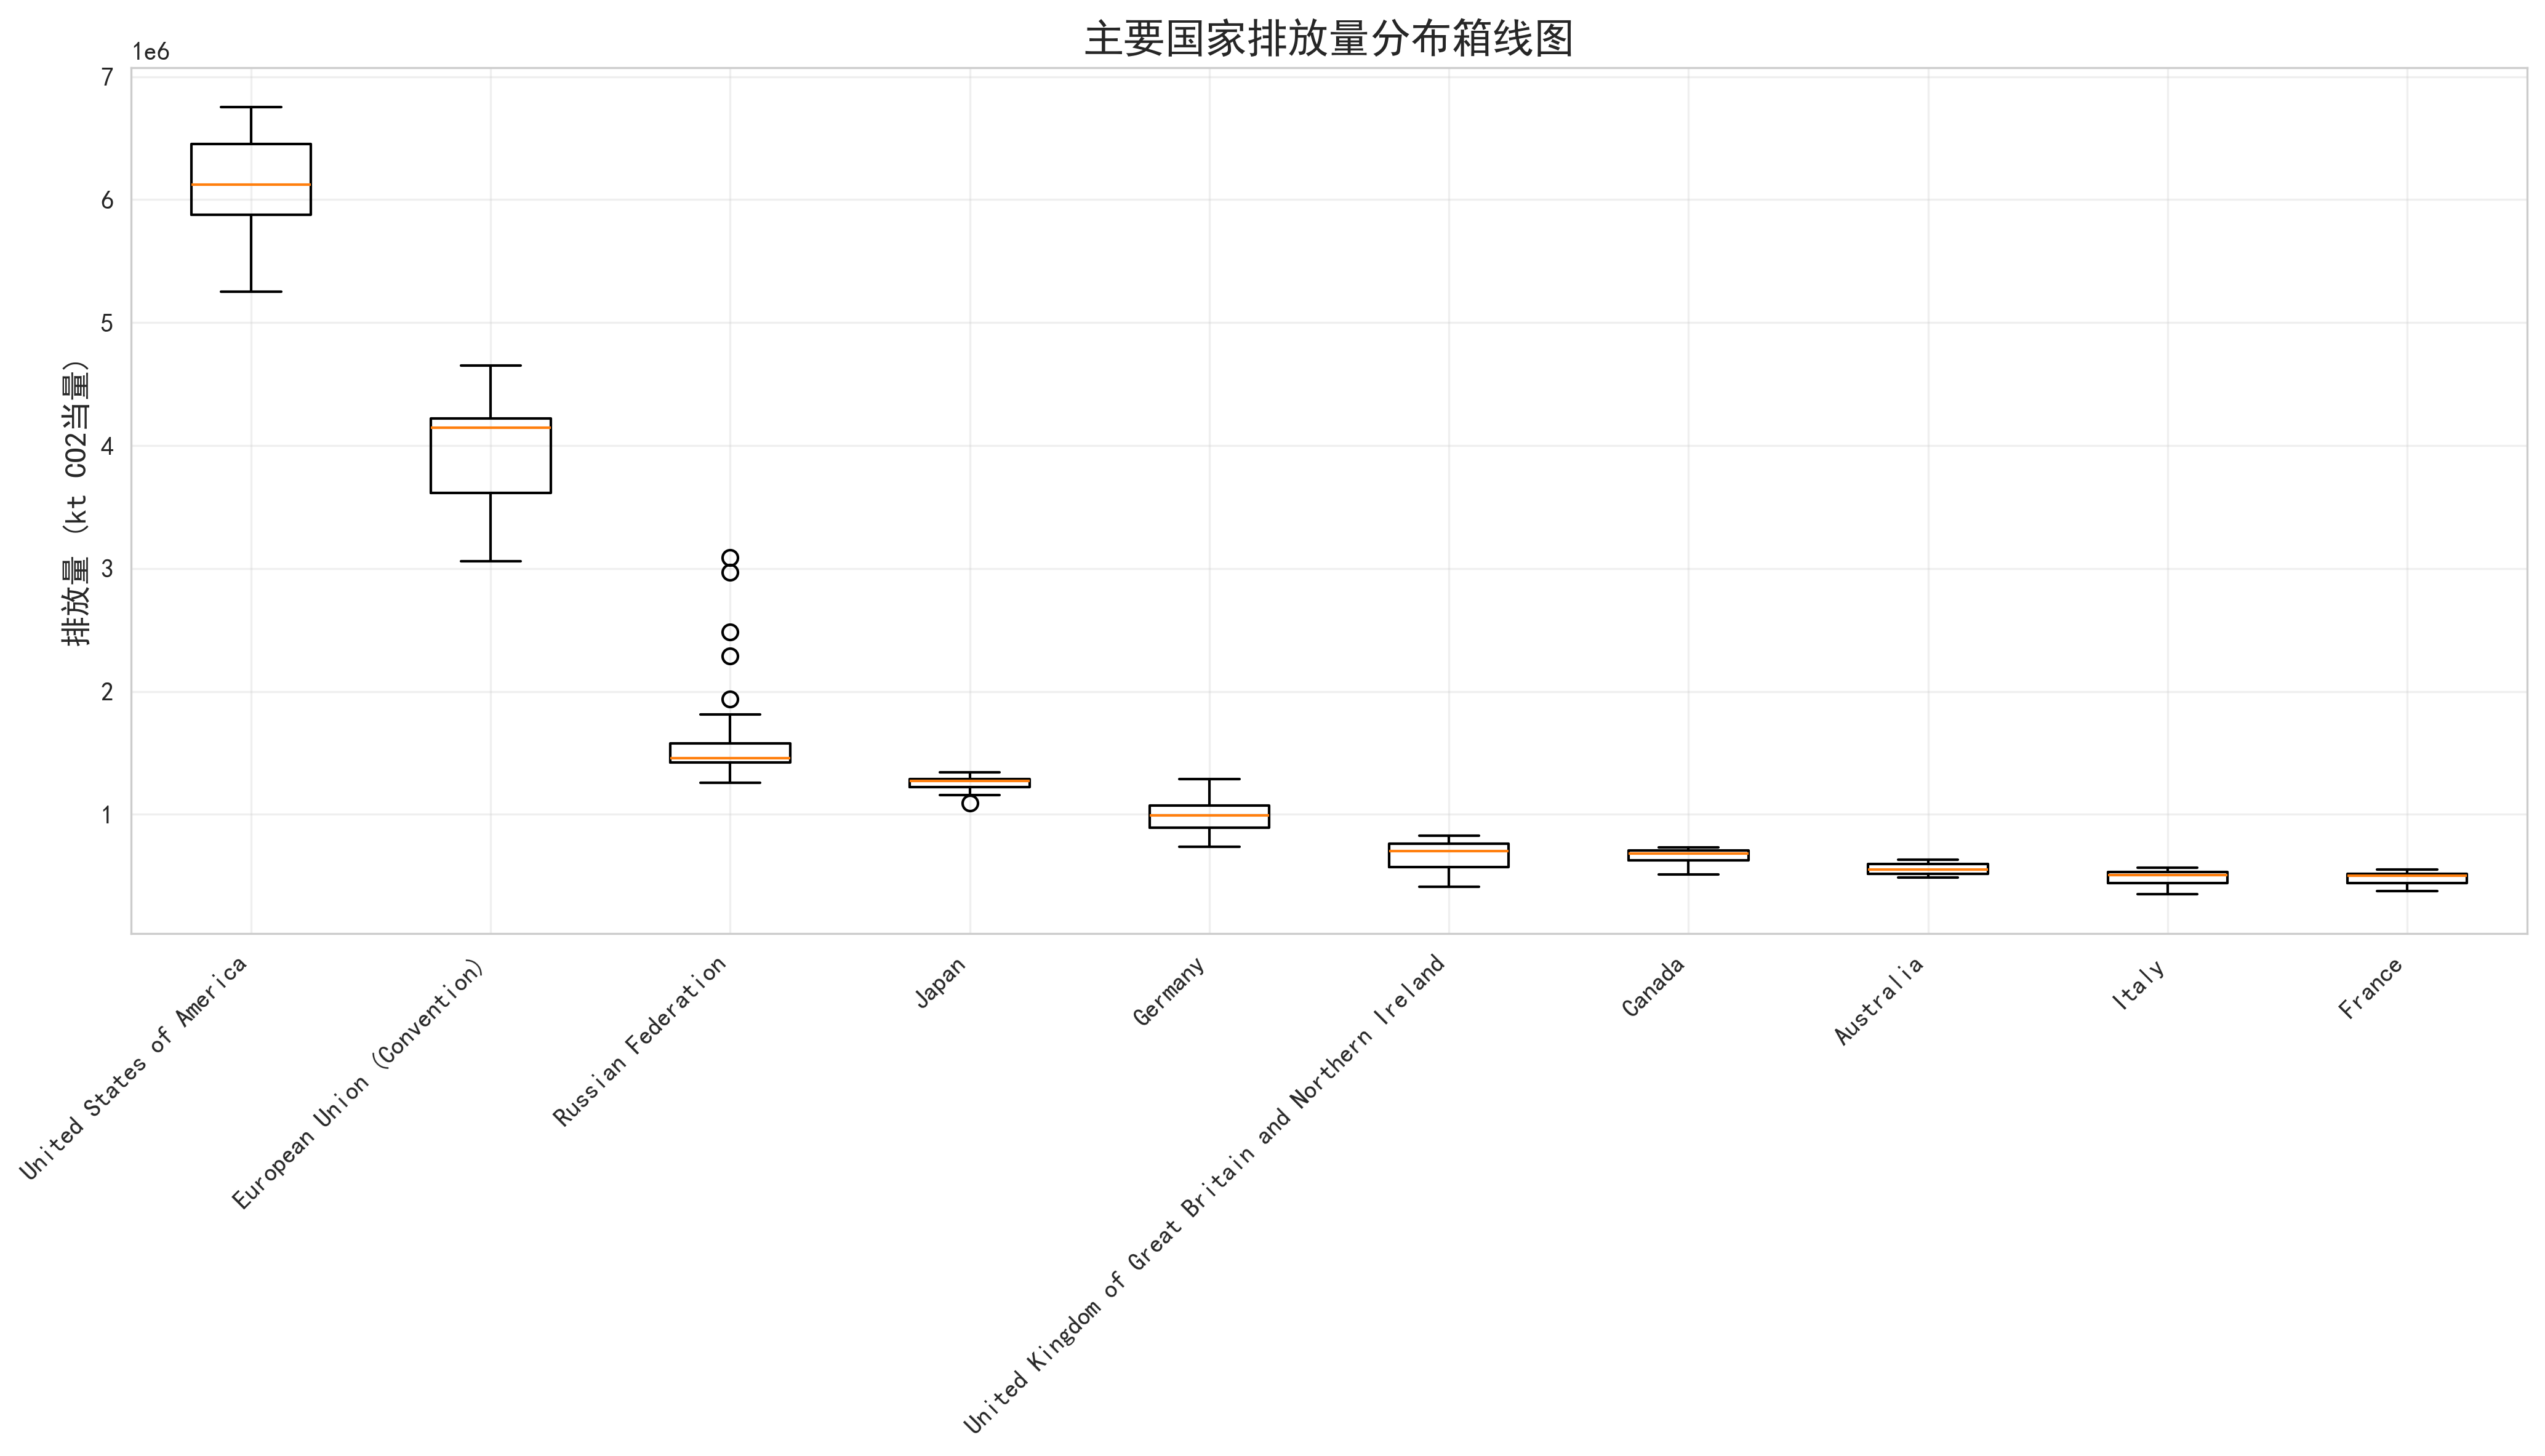 主要国家排放量分布箱线图
1e6
7
6
5
4
3
2
1
排放量 (kt CO2当量)
United States of America
European Union (Convention)
Russian Federation
Japan
Germany
United Kingdom of Great Britain and Northern Ireland
Canada
Australia
Italy
France